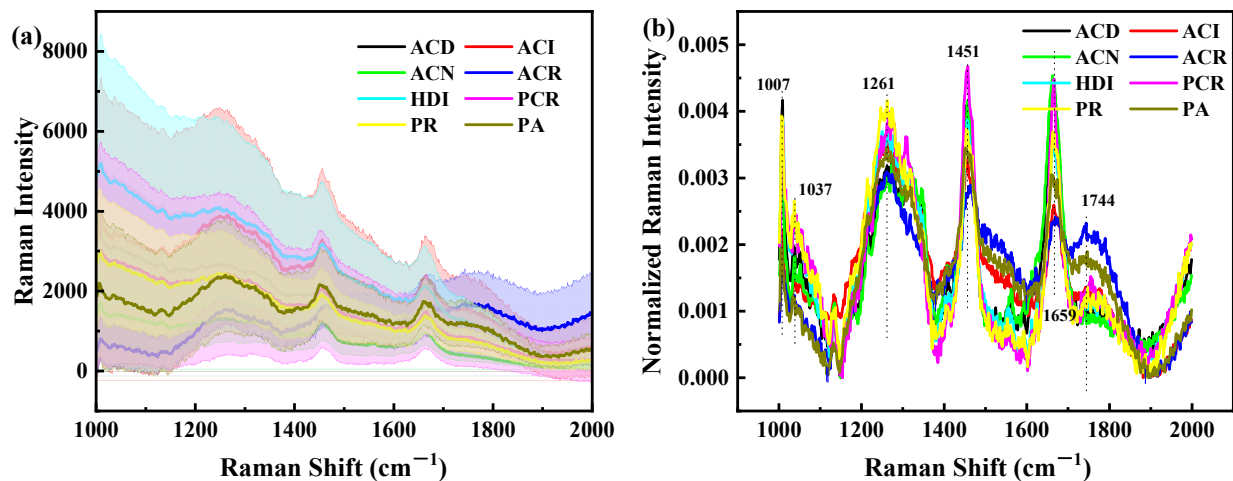 (a)
Raman Intensity
8000
6000
4000
2000
0
1000 1200 1400 1600 1800 2000
Raman Shift (cm−1)
ACD ACI
ACN ACR
HDI PCR
PR PA
(b)
Normalized Raman Intensity
0.005
0.004
0.003
0.002
0.001
0.000
1000 1200 1400 1600 1800 2000
Raman Shift (cm−1)
ACD ACI
ACN ACR
HDI PCR
PR PA
1007
1037
1261
1451
1659
1744